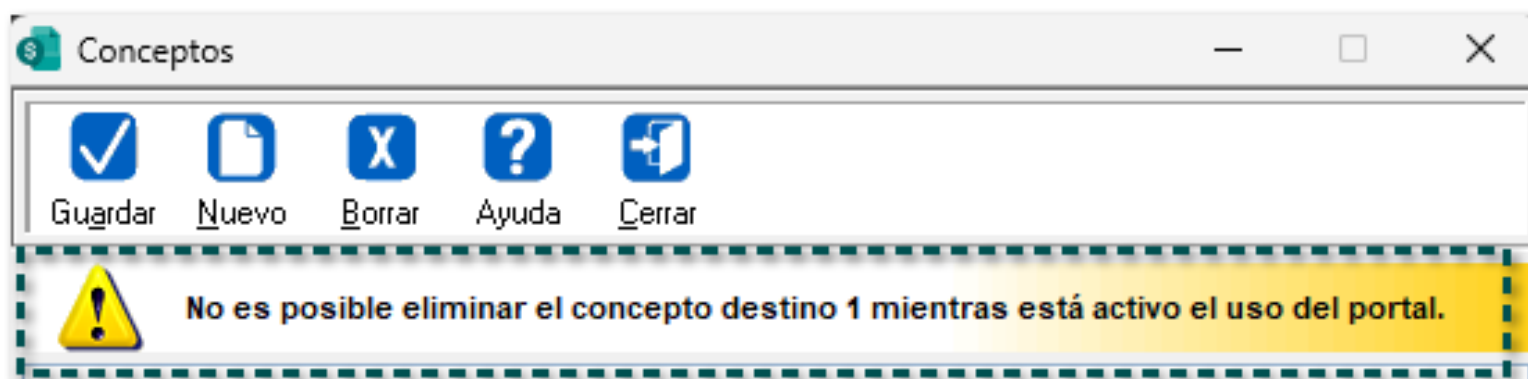 Conceptos
Guardar Nuevo Borrar Ayuda Cerrar
No es posible eliminar el concepto destino 1 mientras está activo el uso del portal.